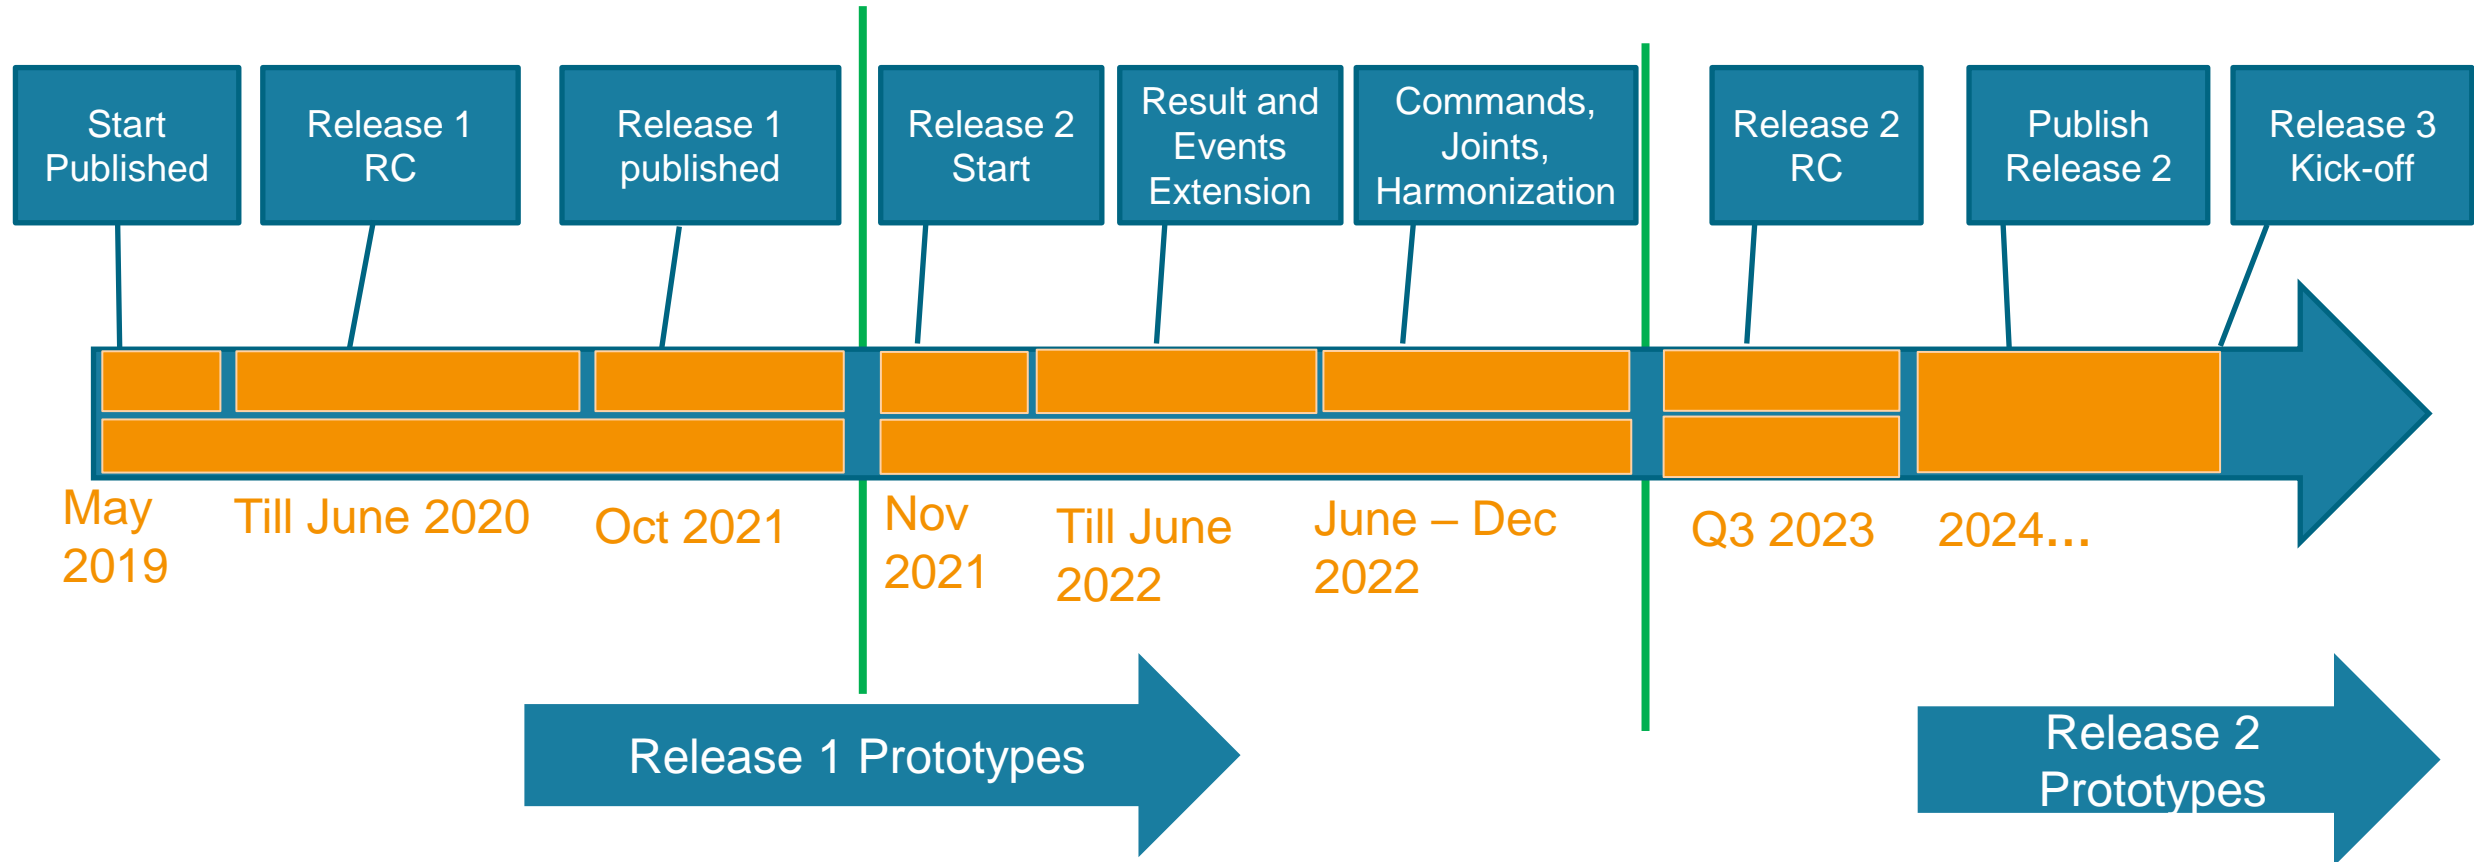 Start
Published
Release 1
RC
Release 1
published
Release 2
Start
Result and
Events
Extension
Commands,
Joints,
Harmonization
Release 2
RC
Publish
Release 2
Release 3
Kick-off
May
2019
Till June 2020
Oct 2021
Nov
2021
Till June
2022
June – Dec
2022
Q3 2023
2024...
Release 1 Prototypes
Release 2
Prototypes